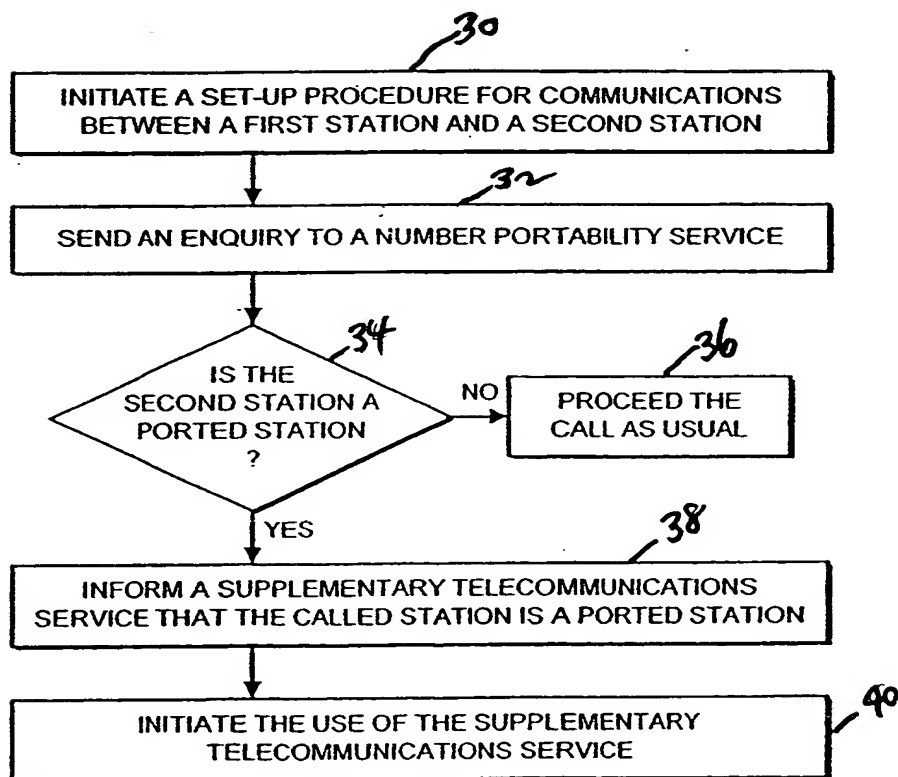 30
INITIATE A SET-UP PROCEDURE FOR COMMUNICATIONS
BETWEEN A FIRST STATION AND A SECOND STATION
32
SEND AN ENQUIRY TO A NUMBER PORTABILITY SERVICE
34
IS THE
SECOND STATION A
PORTED STATION
?
NO
36
PROCEED THE
CALL AS USUAL
YES
38
INFORM A SUPPLEMENTARY TELECOMMUNICATIONS
SERVICE THAT THE CALLED STATION IS A PORTED STATION
INITIATE THE USE OF THE SUPPLEMENTARY
TELECOMMUNICATIONS SERVICE
40